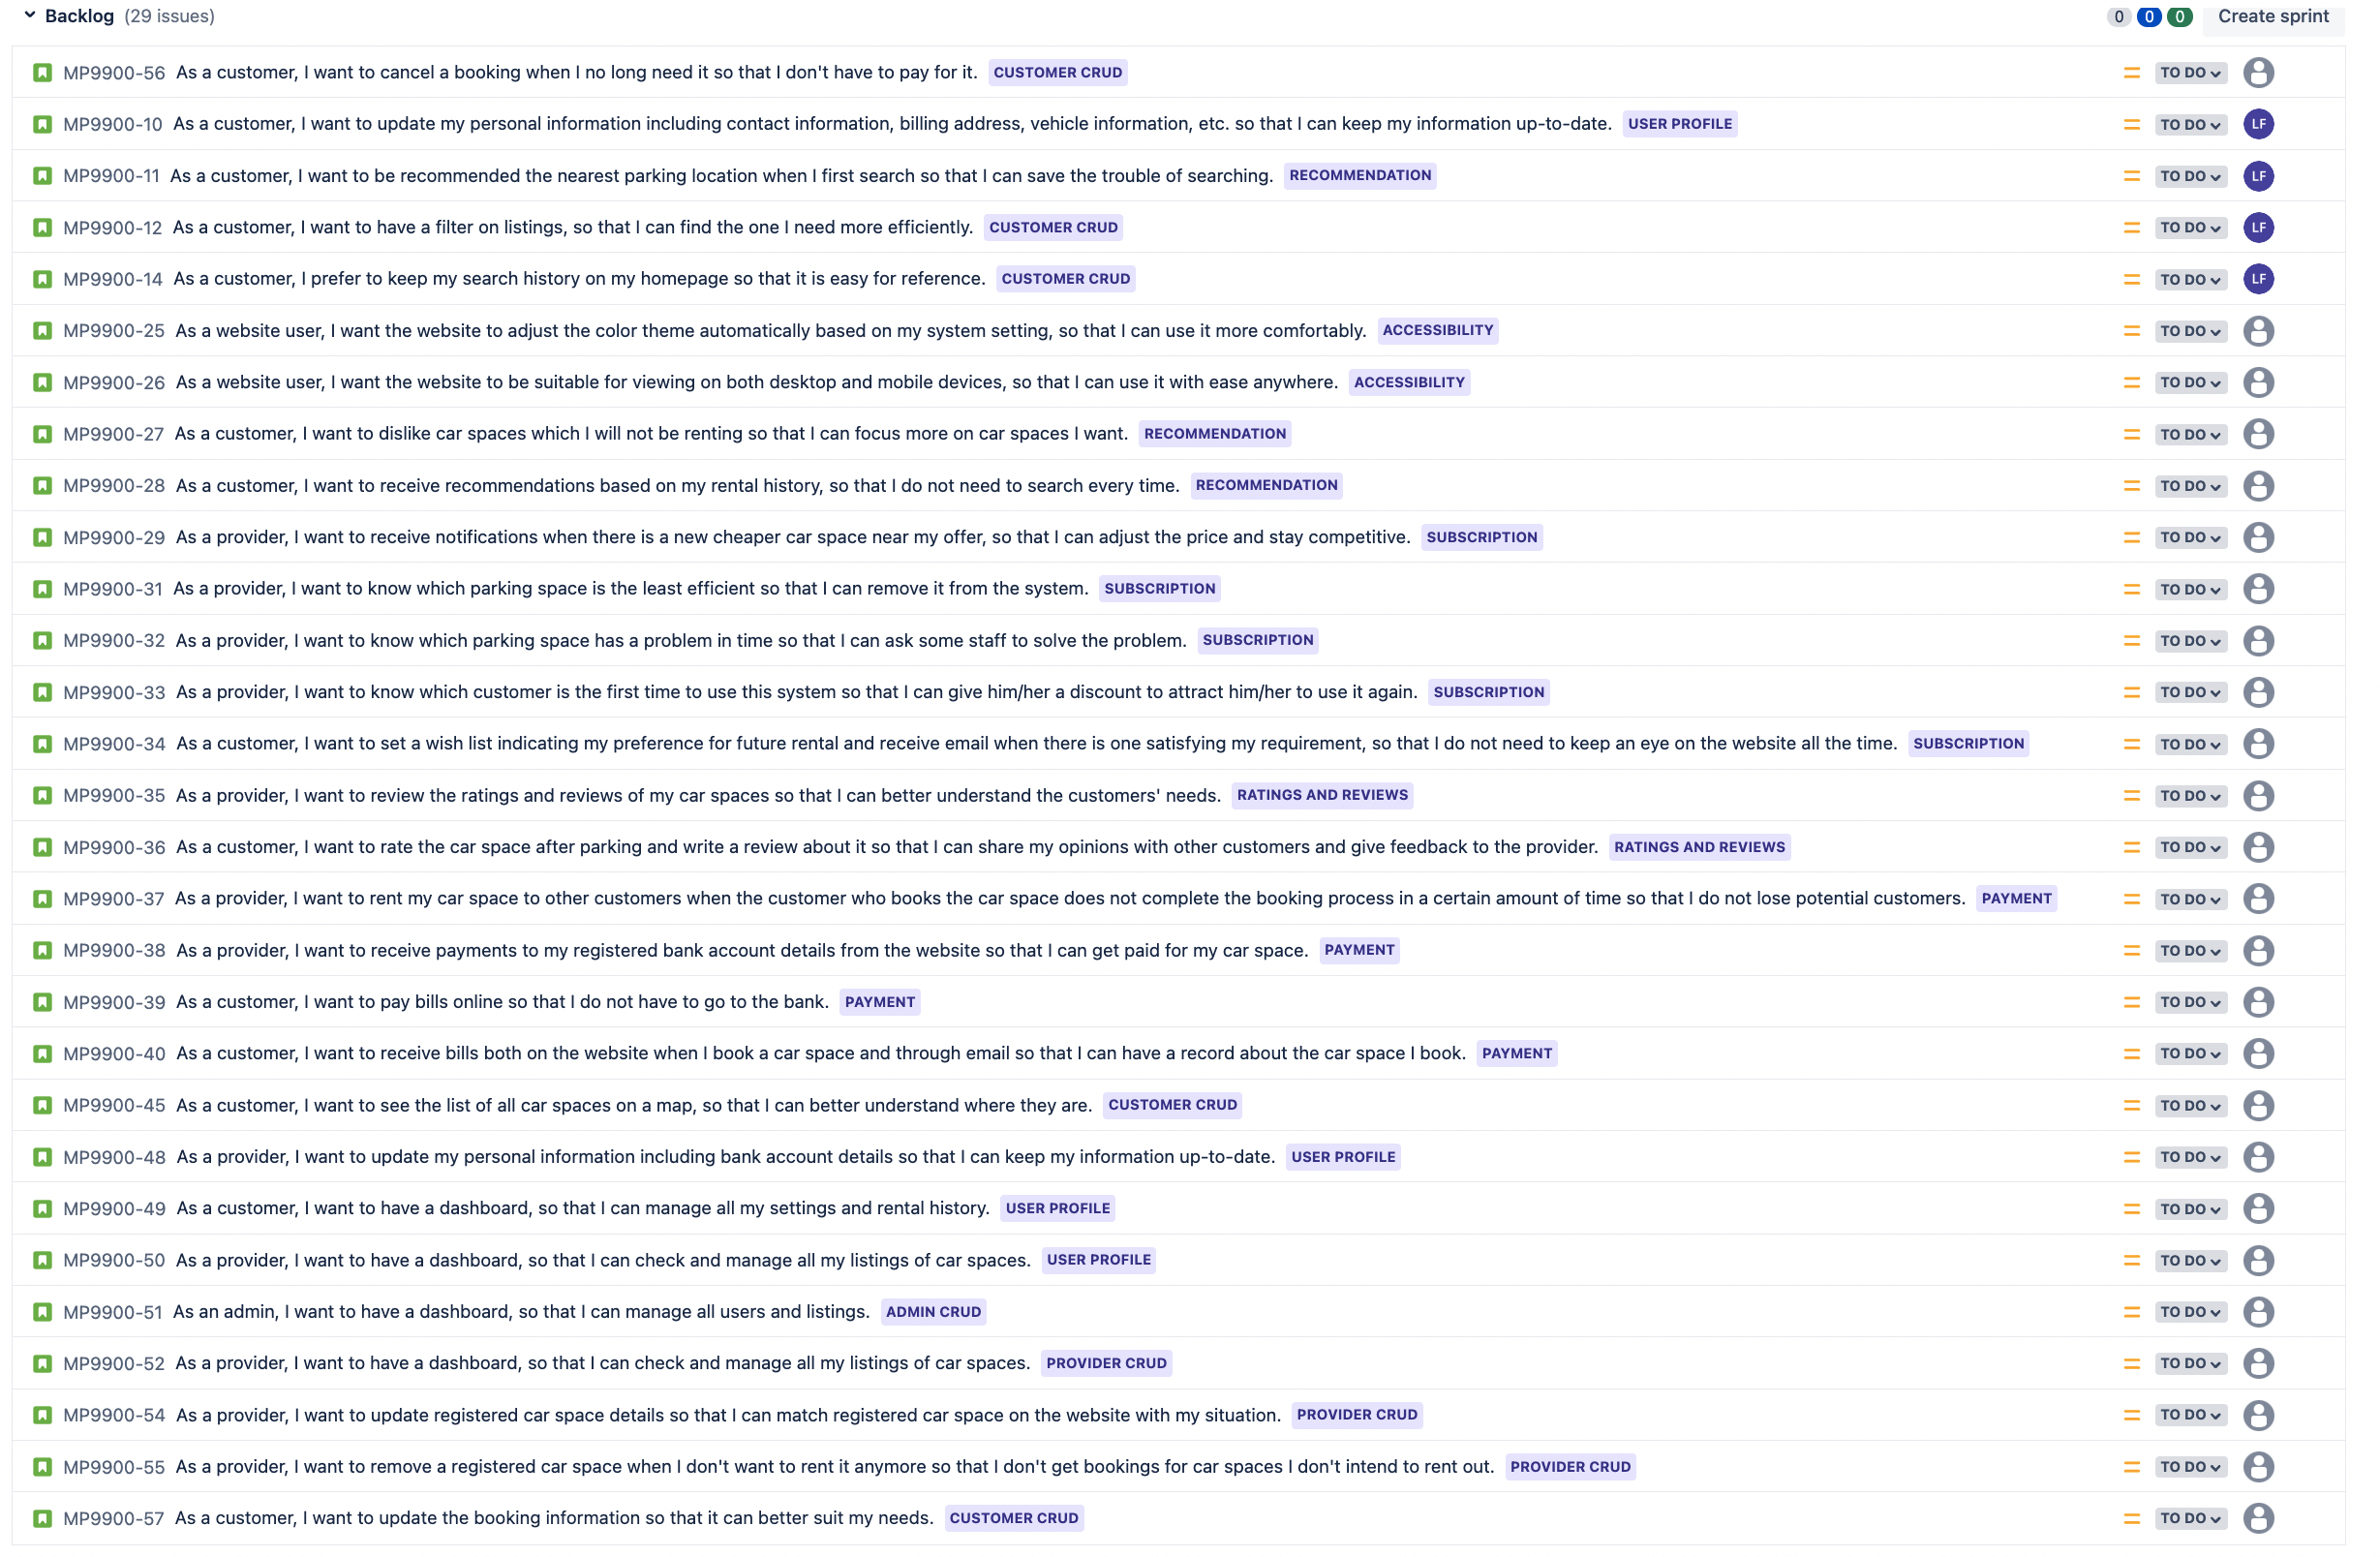 Backlog (29 issues) 0 0 0 Create sprint
MP9900-56 As a customer, I want to cancel a booking when I no long need it so that I don't have to pay for it. CUSTOMER CRUD TO DO
MP9900-10 As a customer, I want to update my personal information including contact information, billing address, vehicle information, etc. so that I can keep my information up-to-date. USER PROFILE TO DO LF
MP9900-11 As a customer, I want to be recommended the nearest parking location when I first search so that I can save the trouble of searching. RECOMMENDATION TO DO LF
MP9900-12 As a customer, I want to have a filter on listings, so that I can find the one I need more efficiently. CUSTOMER CRUD TO DO LF
MP9900-14 As a customer, I prefer to keep my search history on my homepage so that it is easy for reference. CUSTOMER CRUD TO DO LF
MP9900-25 As a website user, I want the website to adjust the color theme automatically based on my system setting, so that I can use it more comfortably. ACCESSIBILITY TO DO
MP9900-26 As a website user, I want the website to be suitable for viewing on both desktop and mobile devices, so that I can use it with ease anywhere. ACCESSIBILITY TO DO
MP9900-27 As a customer, I want to dislike car spaces which I will not be renting so that I can focus more on car spaces I want. RECOMMENDATION TO DO
MP9900-28 As a customer, I want to receive recommendations based on my rental history, so that I do not need to search every time. RECOMMENDATION TO DO
MP9900-29 As a provider, I want to receive notifications when there is a new cheaper car space near my offer, so that I can adjust the price and stay competitive. SUBSCRIPTION TO DO
MP9900-31 As a provider, I want to know which parking space is the least efficient so that I can remove it from the system. SUBSCRIPTION TO DO
MP9900-32 As a provider, I want to know which parking space has a problem in time so that I can ask some staff to solve the problem. SUBSCRIPTION TO DO
MP9900-33 As a provider, I want to know which customer is the first time to use this system so that I can give him/her a discount to attract him/her to use it again. SUBSCRIPTION TO DO
MP9900-34 As a customer, I want to set a wish list indicating my preference for future rental and receive email when there is one satisfying my requirement, so that I do not need to keep an eye on the website all the time. SUBSCRIPTION TO DO
MP9900-35 As a provider, I want to review the ratings and reviews of my car spaces so that I can better understand the customers' needs. RATINGS AND REVIEWS TO DO
MP9900-36 As a customer, I want to rate the car space after parking and write a review about it so that I can share my opinions with other customers and give feedback to the provider. RATINGS AND REVIEWS TO DO
MP9900-37 As a provider, I want to rent my car space to other customers when the customer who books the car space does not complete the booking process in a certain amount of time so that I do not lose potential customers. PAYMENT TO DO
MP9900-38 As a provider, I want to receive payments to my registered bank account details from the website so that I can get paid for my car space. PAYMENT TO DO
MP9900-39 As a customer, I want to pay bills online so that I do not have to go to the bank. PAYMENT TO DO
MP9900-40 As a customer, I want to receive bills both on the website when I book a car space and through email so that I can have a record about the car space I book. PAYMENT TO DO
MP9900-45 As a customer, I want to see the list of all car spaces on a map, so that I can better understand where they are. CUSTOMER CRUD TO DO
MP9900-48 As a provider, I want to update my personal information including bank account details so that I can keep my information up-to-date. USER PROFILE TO DO
MP9900-49 As a customer, I want to have a dashboard, so that I can manage all my settings and rental history. USER PROFILE TO DO
MP9900-50 As a provider, I want to have a dashboard, so that I can check and manage all my listings of car spaces. USER PROFILE TO DO
MP9900-51 As an admin, I want to have a dashboard, so that I can manage all users and listings. ADMIN CRUD TO DO
MP9900-52 As a provider, I want to have a dashboard, so that I can check and manage all my listings of car spaces. PROVIDER CRUD TO DO
MP9900-54 As a provider, I want to update registered car space details so that I can match registered car space on the website with my situation. PROVIDER CRUD TO DO
MP9900-55 As a provider, I want to remove a registered car space when I don't want to rent it anymore so that I don't get bookings for car spaces I don't intend to rent out. PROVIDER CRUD TO DO
MP9900-57 As a customer, I want to update the booking information so that it can better suit my needs. CUSTOMER CRUD TO DO